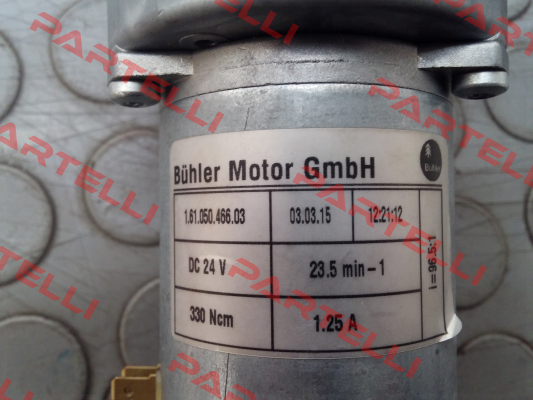 Bühler Motor GmbH
Bühler
1.61.050.466.03 03.03.15 12:21:12
DC 24 V 23.5 min-1
330 Ncm 1.25 A
i = 96.5:1
PARTELLI
PARTELLI
PARTELLI
PARTELLI
PARTELLI
PARTELLI
PARTELLI